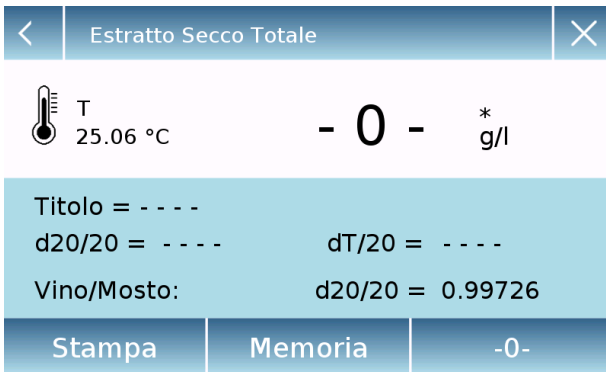 Estratto Secco Totale
T
25.06 °C
- 0 -
*
g/l
Titolo = - - - -
d20/20 = - - - - dT/20 = - - - -
Vino/Mosto: d20/20 = 0.99726
Stampa Memoria -0-